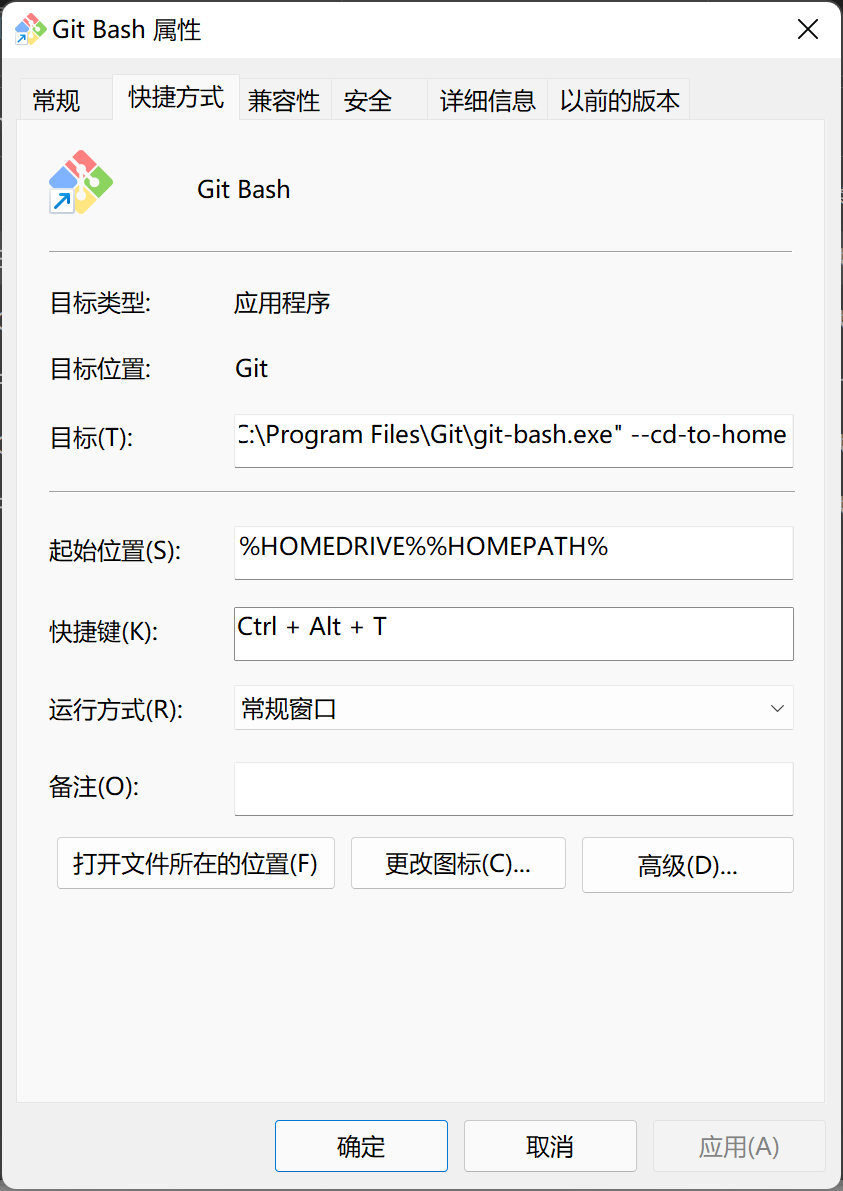 Git Bash 属性
常规 快捷方式 兼容性 安全 详细信息 以前的版本
Git Bash
目标类型: 应用程序
目标位置: Git
目标(T): C:\Program Files\Git\git-bash.exe" --cd-to-home
起始位置(S): %HOMEDRIVE%%HOMEPATH%
快捷键(K): Ctrl + Alt + T
运行方式(R): 常规窗口
备注(O):
打开文件所在的位置(F) 更改图标(C)... 高级(D)...
确定 取消 应用(A)